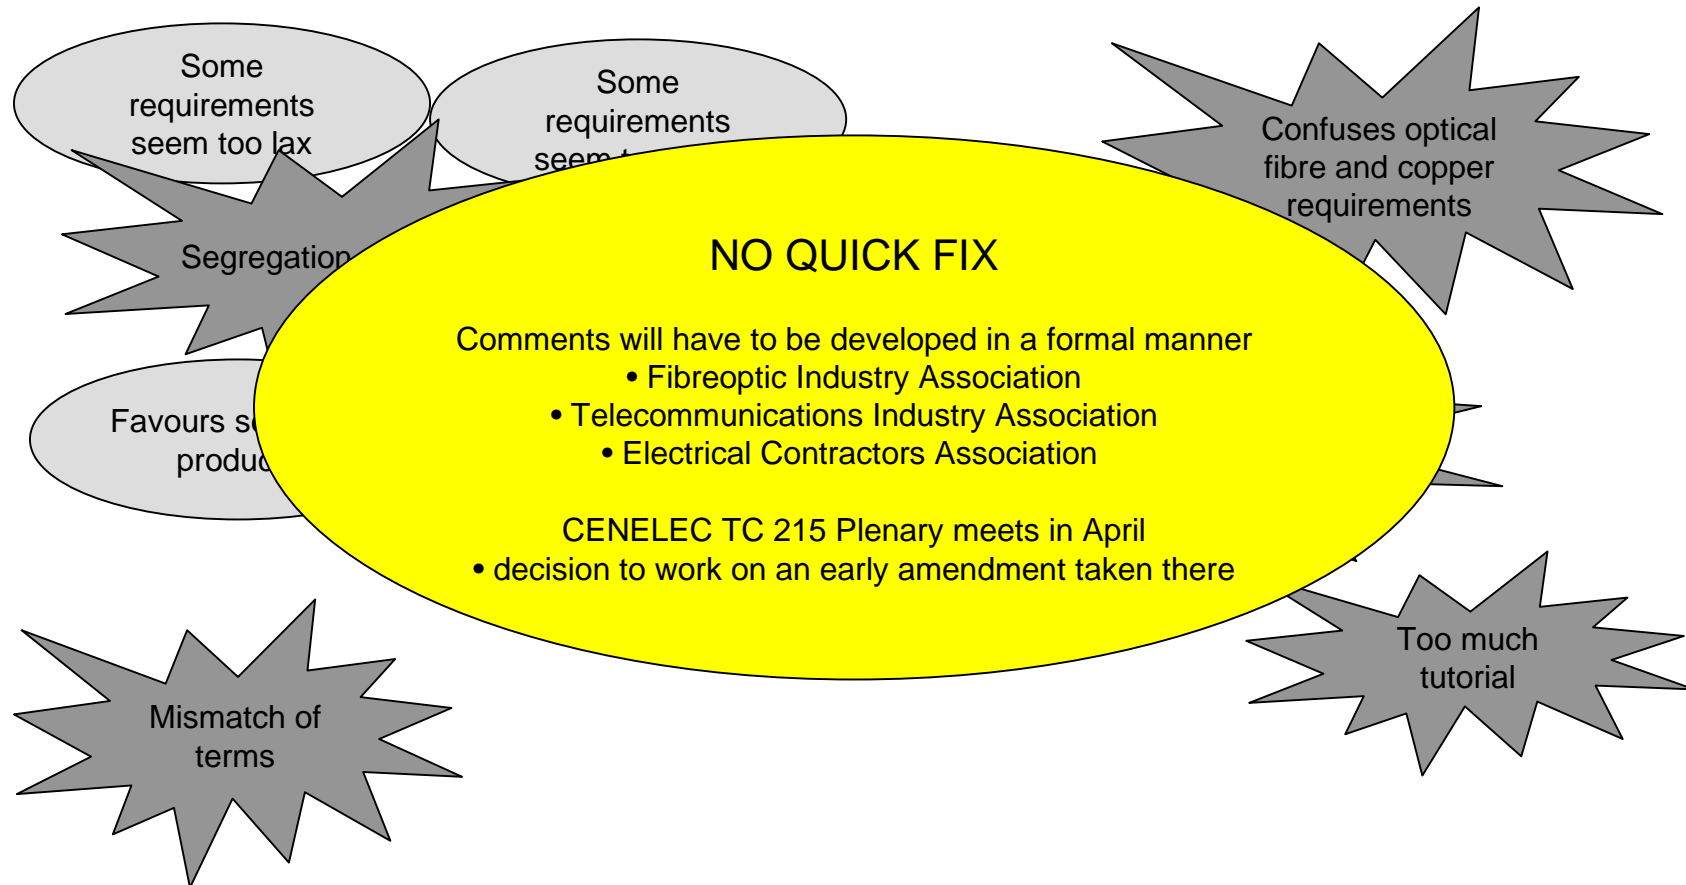 Some
requirements
seem too lax
Some
requirements
seem
Confuses optical
fibre and copper
requirements
Segregation
NO QUICK FIX
Comments will have to be developed in a formal manner
• Fibreoptic Industry Association
• Telecommunications Industry Association
• Electrical Contractors Association
CENELEC TC 215 Plenary meets in April
• decision to work on an early amendment taken there
Favours
Too much
tutorial
Mismatch of
terms